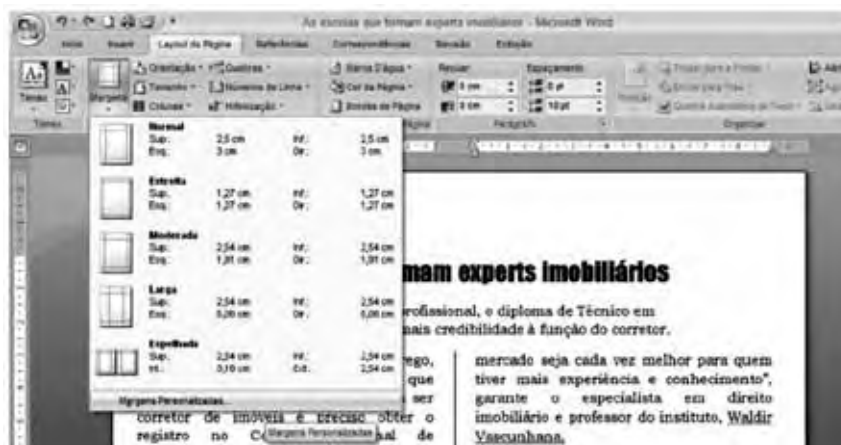 As escolas que formam experts imobiliários - Microsoft Word
Início Inserir Layout da Página Referências Correspondências Revisão Exibição
Temas Margens Orientação Tamanho Colunas Quebras Números de Linha Hifenização
Marca D'água Cor da Página Bordas de Página
Recuar Espaçamento
0 cm 0 pt
0 cm 10 pt
Temas Parágrafo Organizar
Normal
Sup.: 2,5 cm Inf.: 2,5 cm
Esq.: 3 cm Dir.: 3 cm
Estreita
Sup.: 1,27 cm Inf.: 1,27 cm
Esq.: 1,27 cm Dir.: 1,27 cm
Moderada
Sup.: 2,54 cm Inf.: 2,54 cm
Esq.: 1,91 cm Dir.: 1,91 cm
Larga
Sup.: 2,54 cm Inf.: 2,54 cm
Esq.: 5,08 cm Dir.: 5,08 cm
Espelhada
Sup.: 2,54 cm Inf.: 2,54 cm
Int.: 3,18 cm Ext.: 2,54 cm
Margens Personalizadas...
Margens Personalizadas
mam experts imobiliários
rofissional, o diploma de Técnico em
mais credibilidade à função do corretor.
rego,
que
ser
corretor de imóveis é preciso obter o
registro no de
mercado seja cada vez melhor para quem
tiver mais experiência e conhecimento”,
garante o especialista em direito
imobiliário e professor do instituto, Waldir
Vascunhana.